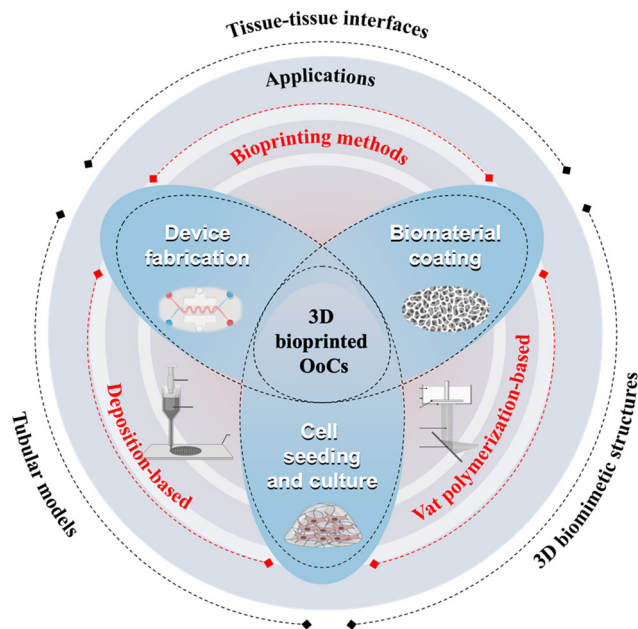 Tissue-tissue interfaces
Applications
Bioprinting methods
Device
fabrication
Biomaterial
coating
3D
bioprinted
OoCs
Cell
seeding
and culture
Deposition-based
Vat polymerization-based
Tubular models
3D biomimetic structures